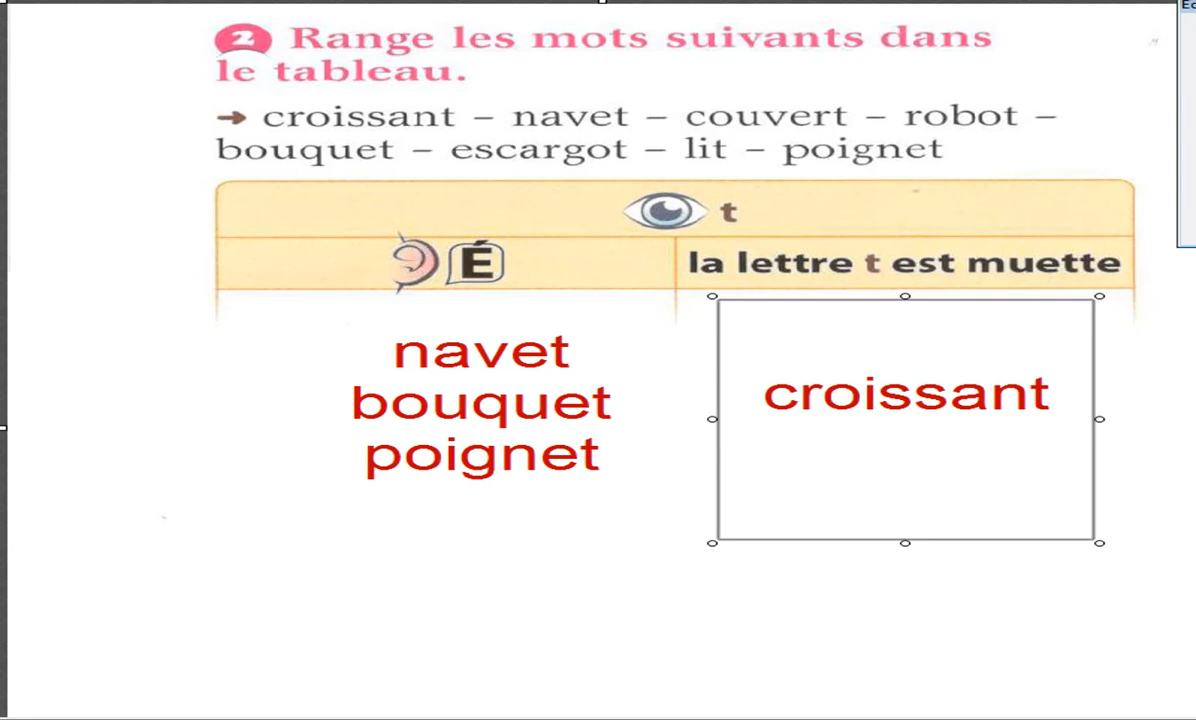 2 Range les mots suivants dans
le tableau.
➔ croissant – navet – couvert – robot –
bouquet – escargot – lit – poignet
t
É
la lettre t est muette
navet
bouquet
poignet
croissant